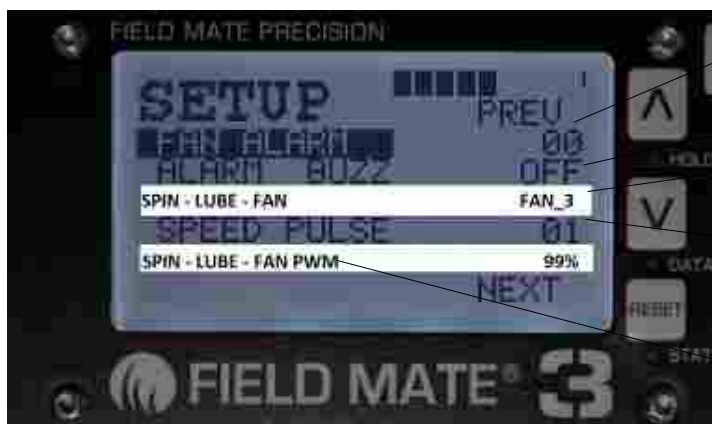 FIELD MATE PRECISION
SETUP
PREV
FAN ALARM 00
ALARM BUZZ OFF
SPIN - LUBE - FAN FAN_3
SPEED PULSE 01
SPIN - LUBE - FAN PWM 99%
NEXT
HOLD
DATA
RESET
STAT
FIELD MATE® 3